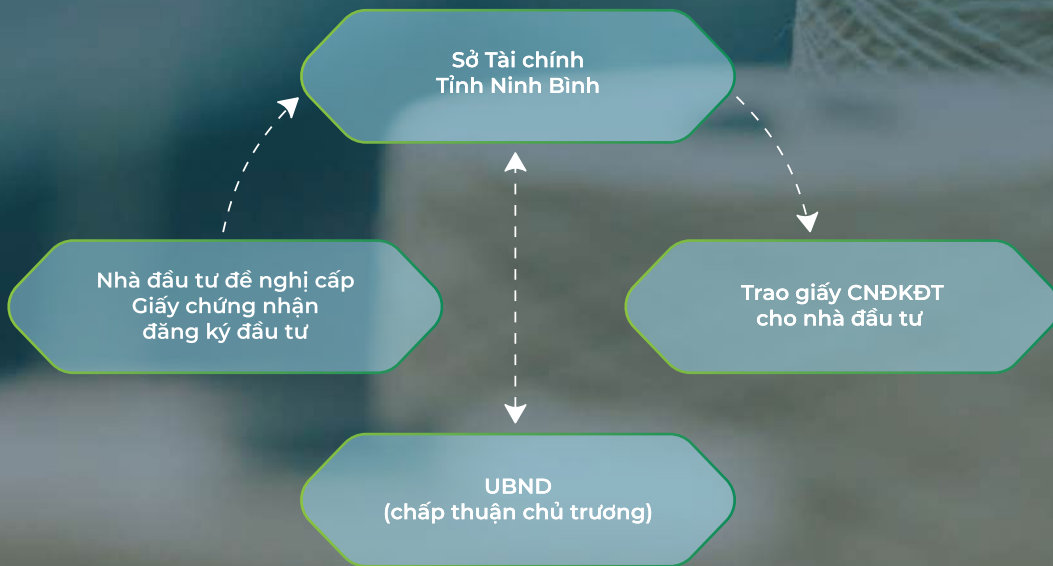 Sở Tài chính
Tỉnh Ninh Bình
Nhà đầu tư đề nghị cấp
Giấy chứng nhận
đăng ký đầu tư
Trao giấy CNĐKĐT
cho nhà đầu tư
UBND
(chấp thuận chủ trương)